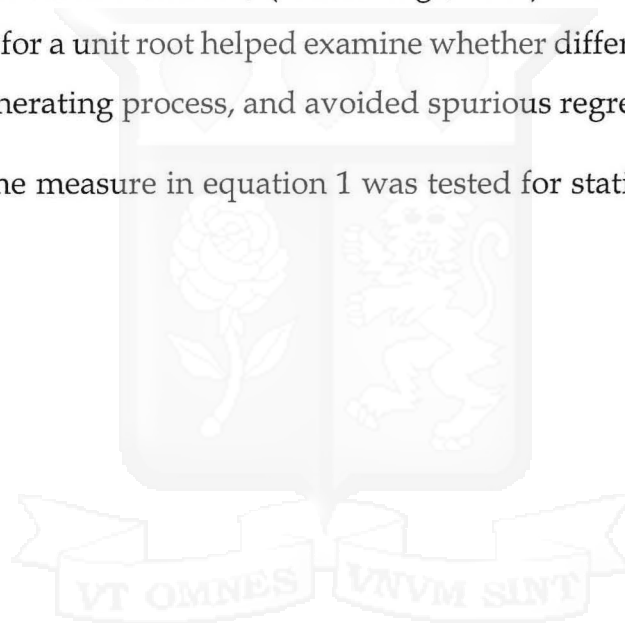 for a unit root helped examine whether differ
nerating process, and avoided spurious regre
ne measure in equation 1 was tested for stati
VT OMNES VNVM SINT